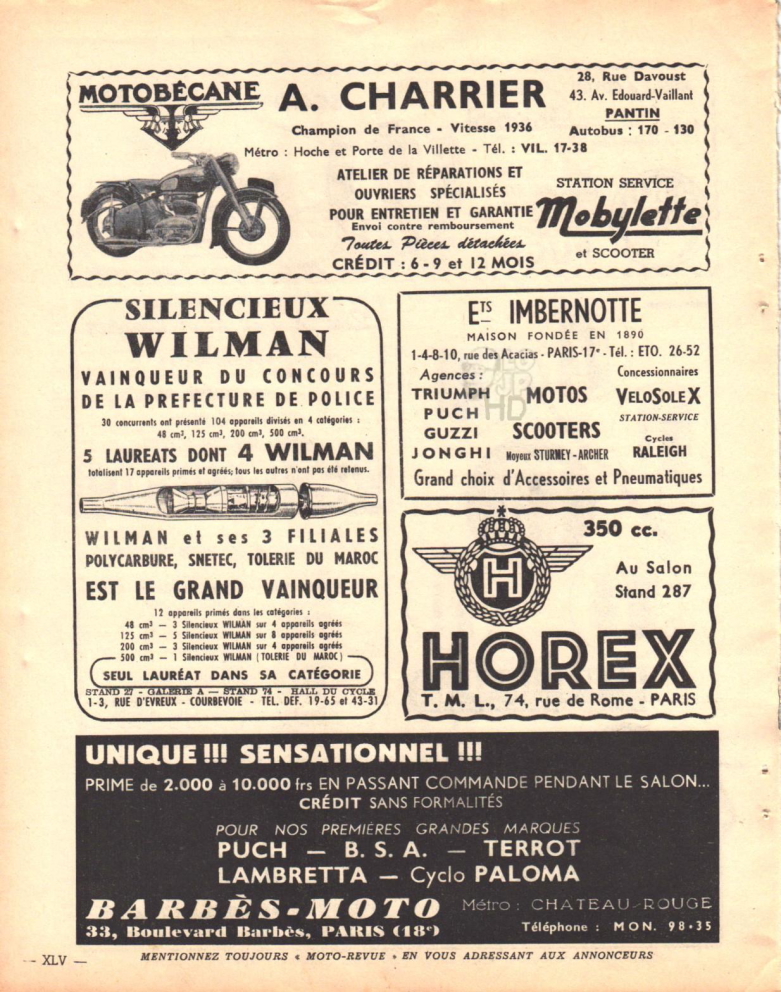 MOTOBÉCANE
A. CHARRIER
28, Rue Davoust
43. Av. Edouard-Vaillant
PANTIN
Autobus : 170 - 130
Champion de France - Vitesse 1936
Métro : Hoche et Porte de la Villette - Tél. : VIL. 17-38
ATELIER DE RÉPARATIONS ET
OUVRIERS SPÉCIALISÉS
POUR ENTRETIEN ET GARANTIE
Envoi contre remboursement
Toutes Pièces détachées
CRÉDIT : 6 - 9 et 12 MOIS
STATION SERVICE
Mobylette
et SCOOTER
SILENCIEUX
WILMAN
VAINQUEUR DU CONCOURS
DE LA PREFECTURE DE POLICE
30 concurrents ont présenté 104 appareils divisés en 4 catégories :
48 cm³, 125 cm³, 200 cm³, 500 cm³.
5 LAUREATS DONT 4 WILMAN
totalisent 17 appareils primés et agréés; tous les autres n'ont pas été retenus.
WILMAN et ses 3 FILIALES
POLYCARBURE, SNETEC, TOLERIE DU MAROC
EST LE GRAND VAINQUEUR
12 appareils primés dans les catégories :
48 cm³ — 3 Silencieux WILMAN sur 4 appareils agréés
125 cm³ — 5 Silencieux WILMAN sur 8 appareils agréés
200 cm³ — 3 Silencieux WILMAN sur 4 appareils agréés
500 cm³ — 1 Silencieux WILMAN (TOLERIE DU MAROC)
SEUL LAURÉAT DANS SA CATÉGORIE
STAND 27 - GALERIE A — STAND 74 - HALL DU CYCLE
1-3, RUE D'EVREUX - COURBEVOIE - TEL. DEF. 19-65 et 43-31
ETS IMBERNOTTE
MAISON FONDÉE EN 1890
1-4-8-10, rue des Acacias - PARIS-17e - Tél. : ETO. 26-52
Agences :
TRIUMPH
PUCH
GUZZI
JONGHI
MOTOS
SCOOTERS
Moyeux STURMEY-ARCHER
Concessionnaires
VELOSOLEX
STATION-SERVICE
Cycles
RALEIGH
Grand choix d'Accessoires et Pneumatiques
350 cc.
H
Au Salon
Stand 287
HOREX
T. M. L., 74, rue de Rome - PARIS
UNIQUE !!! SENSATIONNEL !!!
PRIME de 2.000 à 10.000 frs EN PASSANT COMMANDE PENDANT LE SALON...
CRÉDIT SANS FORMALITÉS
POUR NOS PREMIÈRES GRANDES MARQUES
PUCH — B. S. A. — TERROT
LAMBRETTA — Cyclo PALOMA
BARBÈS-MOTO
Métro : CHATEAU-ROUGE
33, Boulevard Barbès, PARIS (18e)
Téléphone : MON. 98-35
— XLV —
MENTIONNEZ TOUJOURS « MOTO-REVUE » EN VOUS ADRESSANT AUX ANNONCEURS